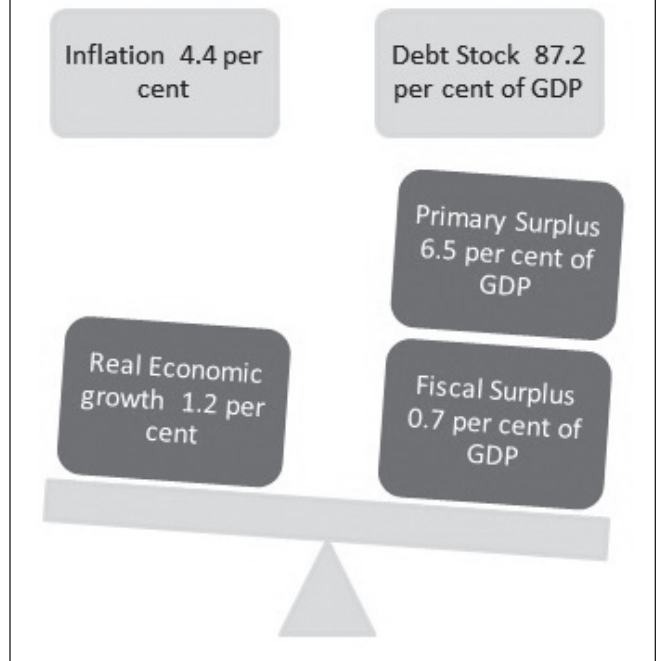 Inflation 4.4 per
cent
Debt Stock 87.2
per cent of GDP
Primary Surplus
6.5 per cent of
GDP
Real Economic
growth 1.2 per
cent
Fiscal Surplus
0.7 per cent of
GDP